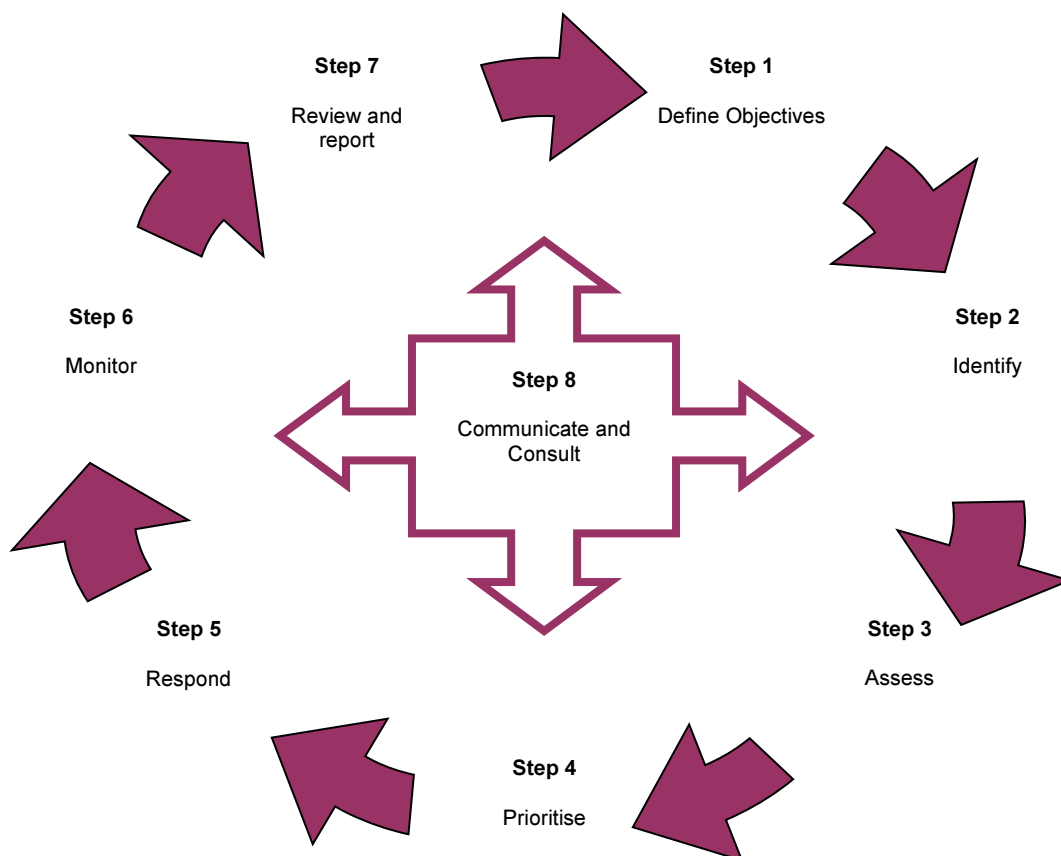 Step 1
Define Objectives
Step 2
Identify
Step 3
Assess
Step 4
Prioritise
Step 5
Respond
Step 6
Monitor
Step 7
Review and
report
Step 8
Communicate and
Consult